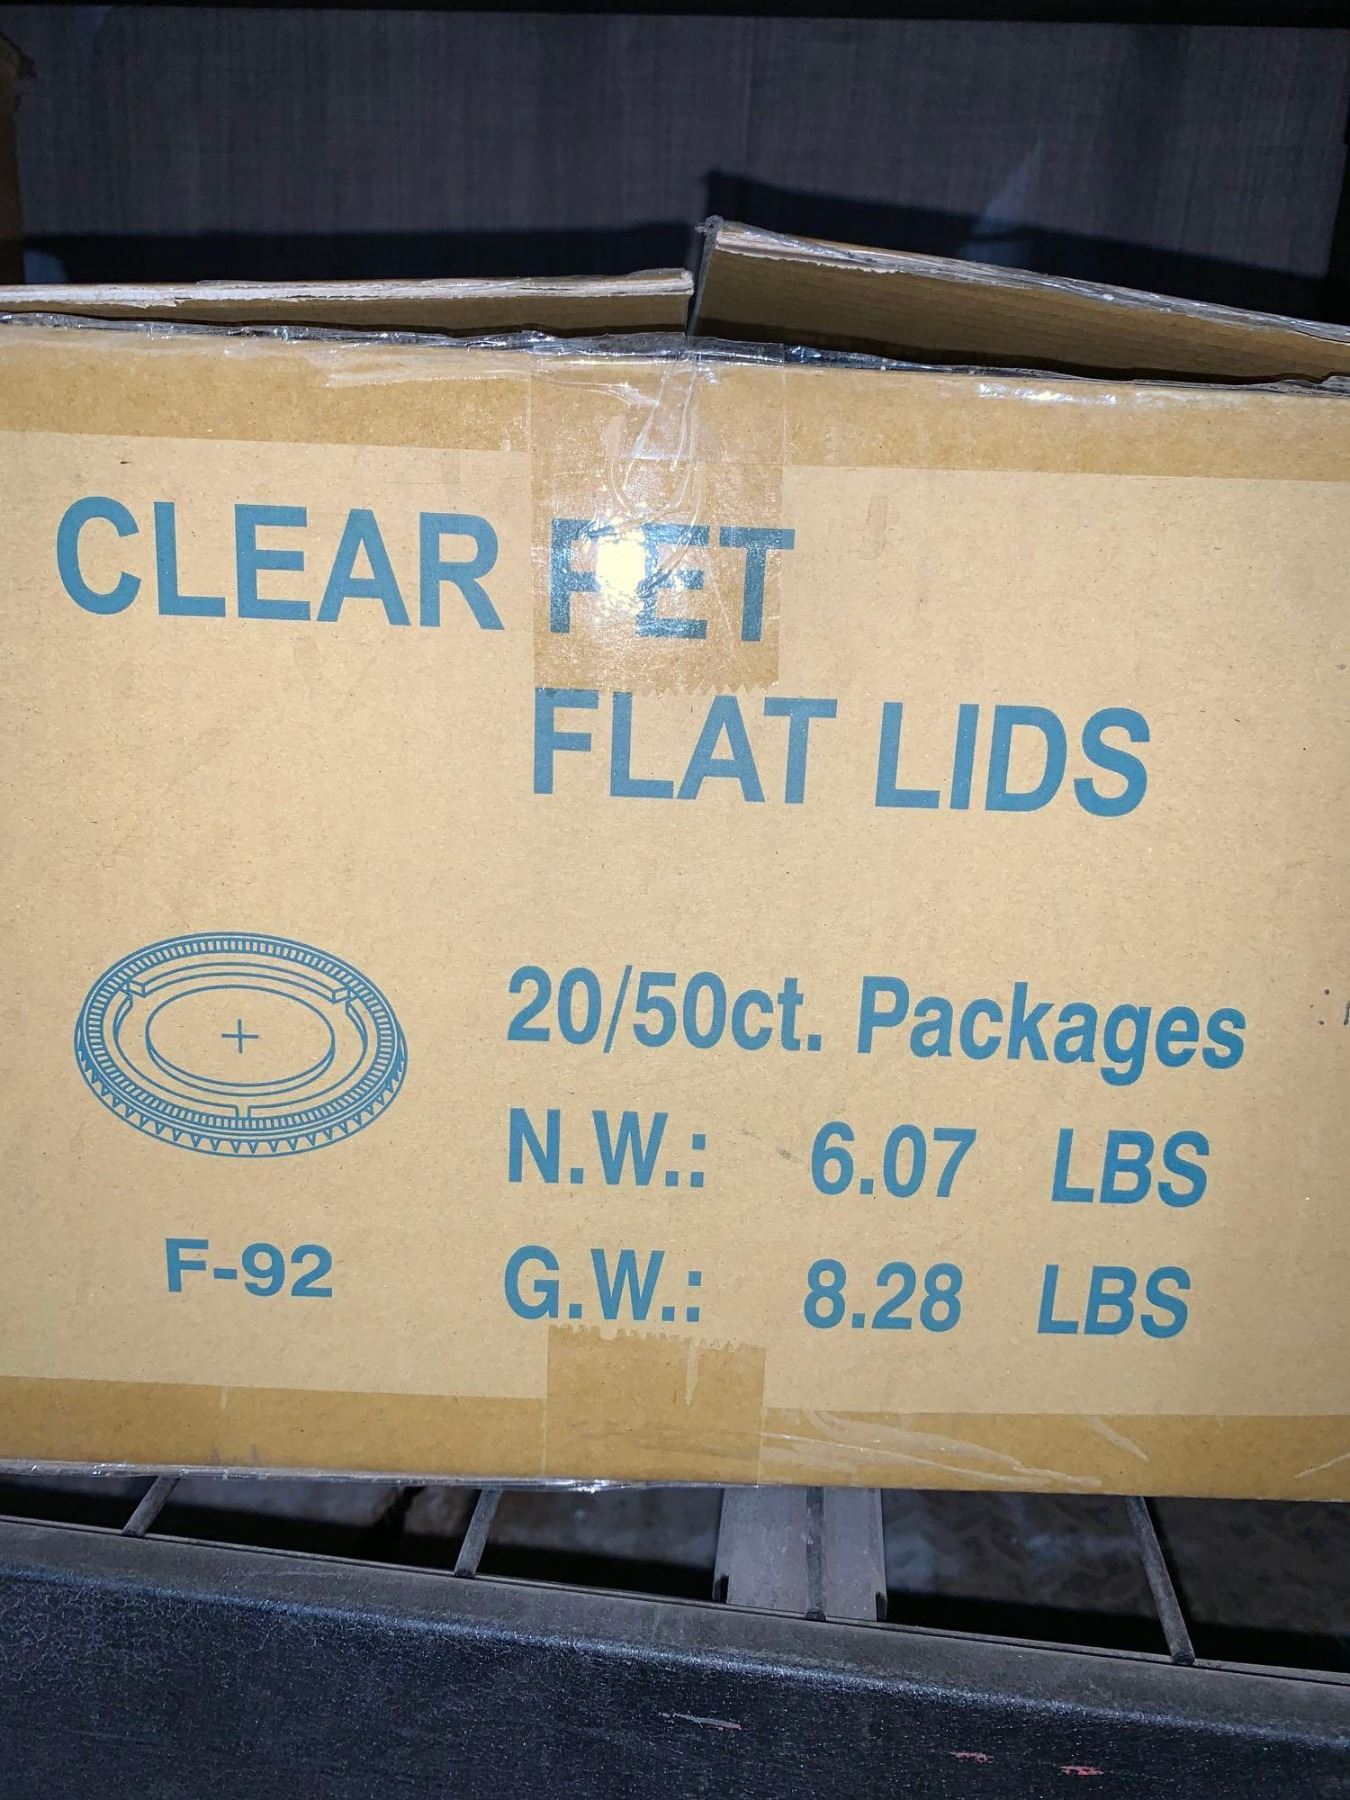 CLEAR PET
FLAT LIDS
20/50ct. Packages
N.W.: 6.07 LBS
G.W.: 8.28 LBS
F-92